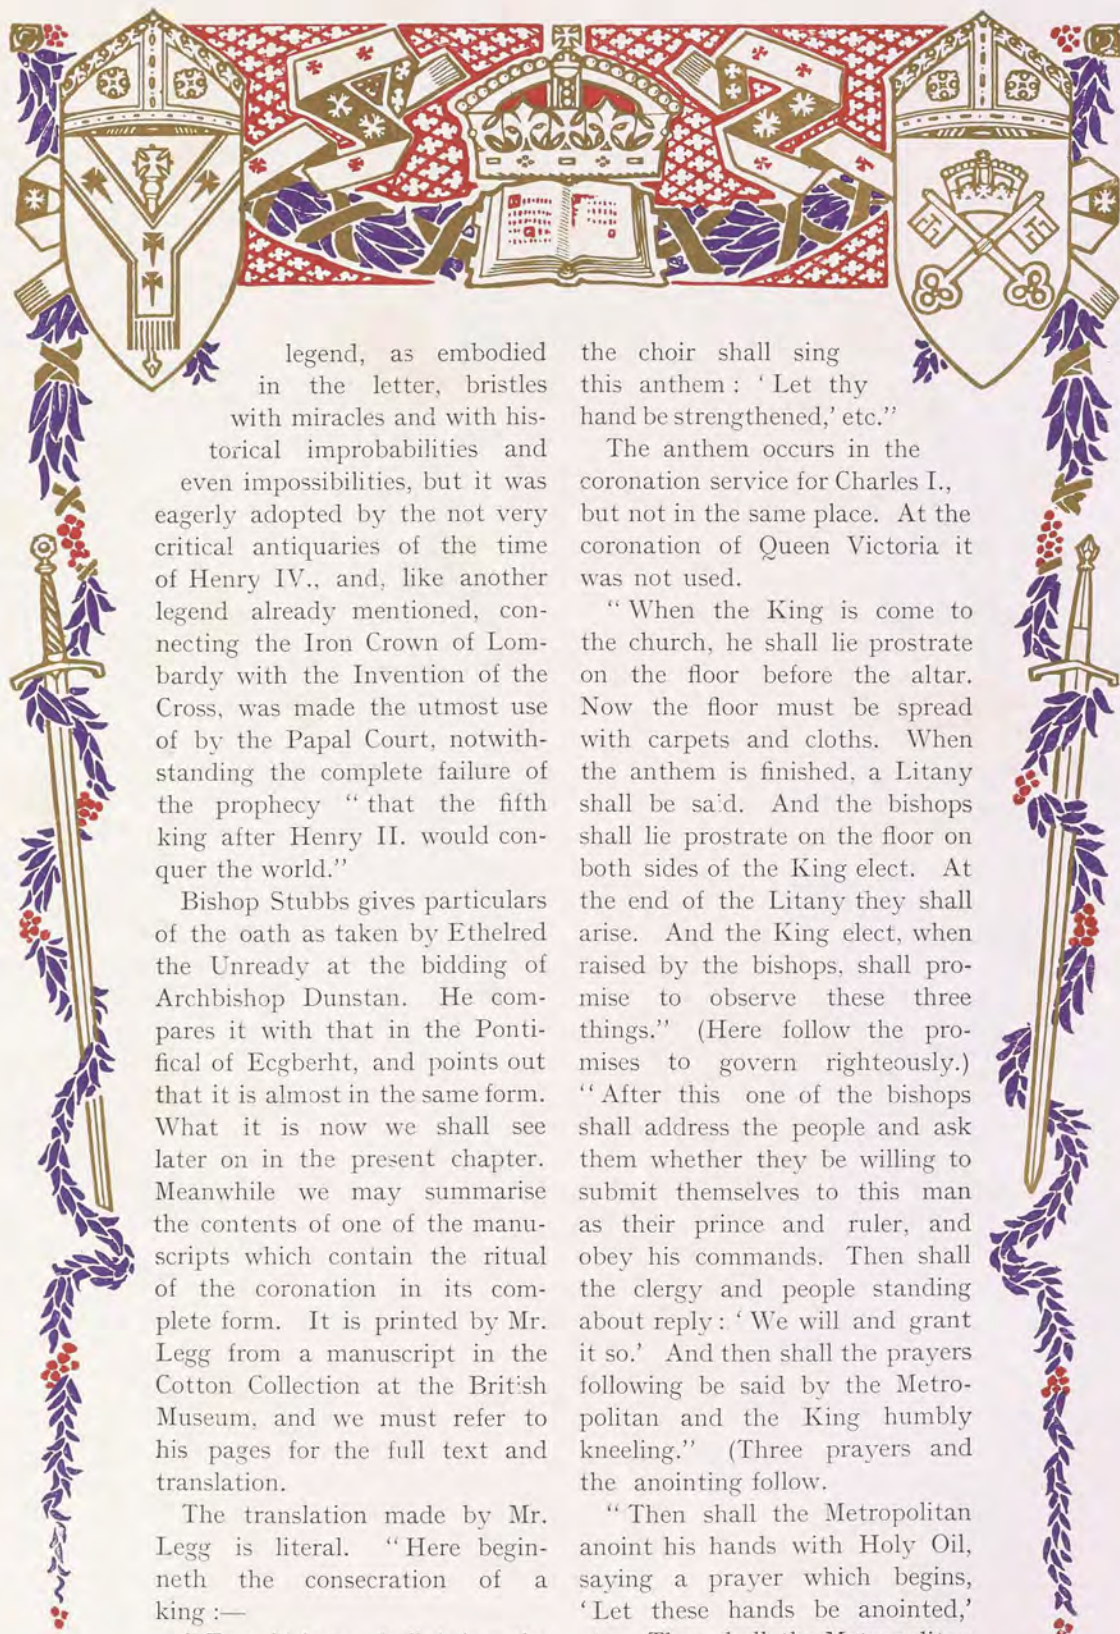 legend, as embodied
in the letter, bristles
with miracles and with his-
torical improbabilities and
even impossibilities, but it was
eagerly adopted by the not very
critical antiquaries of the time
of Henry IV., and, like another
legend already mentioned, con-
necting the Iron Crown of Lom-
bardy with the Invention of the
Cross, was made the utmost use
of by the Papal Court, notwith-
standing the complete failure of
the prophecy “that the fifth
king after Henry II. would con-
quer the world.”
Bishop Stubbs gives particulars
of the oath as taken by Ethelred
the Unready at the bidding of
Archbishop Dunstan. He com-
pares it with that in the Ponti-
fical of Ecgberht, and points out
that it is almost in the same form.
What it is now we shall see
later on in the present chapter.
Meanwhile we may summarise
the contents of one of the manu-
scripts which contain the ritual
of the coronation in its com-
plete form. It is printed by Mr.
Legg from a manuscript in the
Cotton Collection at the British
Museum, and we must refer to
his pages for the full text and
translation.
The translation made by Mr.
Legg is literal. “Here begin-
neth the consecration of a
king :—
the choir shall sing
this anthem : ‘Let thy
hand be strengthened,’ etc.”
The anthem occurs in the
coronation service for Charles I.,
but not in the same place. At the
coronation of Queen Victoria it
was not used.
“When the King is come to
the church, he shall lie prostrate
on the floor before the altar.
Now the floor must be spread
with carpets and cloths. When
the anthem is finished, a Litany
shall be said. And the bishops
shall lie prostrate on the floor on
both sides of the King elect. At
the end of the Litany they shall
arise. And the King elect, when
raised by the bishops, shall pro-
mise to observe these three
things.” (Here follow the pro-
mises to govern righteously.)
“After this one of the bishops
shall address the people and ask
them whether they be willing to
submit themselves to this man
as their prince and ruler, and
obey his commands. Then shall
the clergy and people standing
about reply : ‘We will and grant
it so.’ And then shall the prayers
following be said by the Metro-
politan and the King humbly
kneeling.” (Three prayers and
the anointing follow.
“Then shall the Metropolitan
anoint his hands with Holy Oil,
saying a prayer which begins,
‘Let these hands be anointed,’